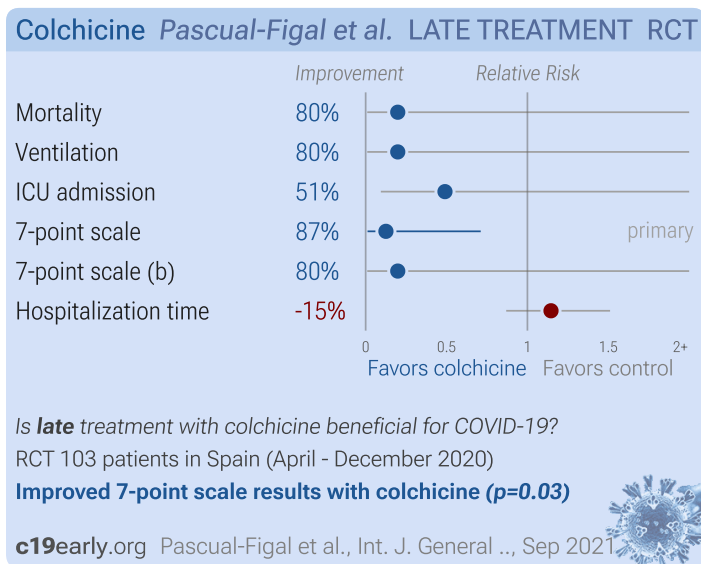 Colchicine Pascual-Figal et al. LATE TREATMENT RCT
Improvement Relative Risk
Mortality 80%
Ventilation 80%
ICU admission 51%
7-point scale 87% primary
7-point scale (b) 80%
Hospitalization time -15%
0 0.5 1 1.5 2+
Favors colchicine Favors control
Is late treatment with colchicine beneficial for COVID-19?
RCT 103 patients in Spain (April - December 2020)
Improved 7-point scale results with colchicine (p=0.03)
c19early.org Pascual-Figal et al., Int. J. General .., Sep 2021